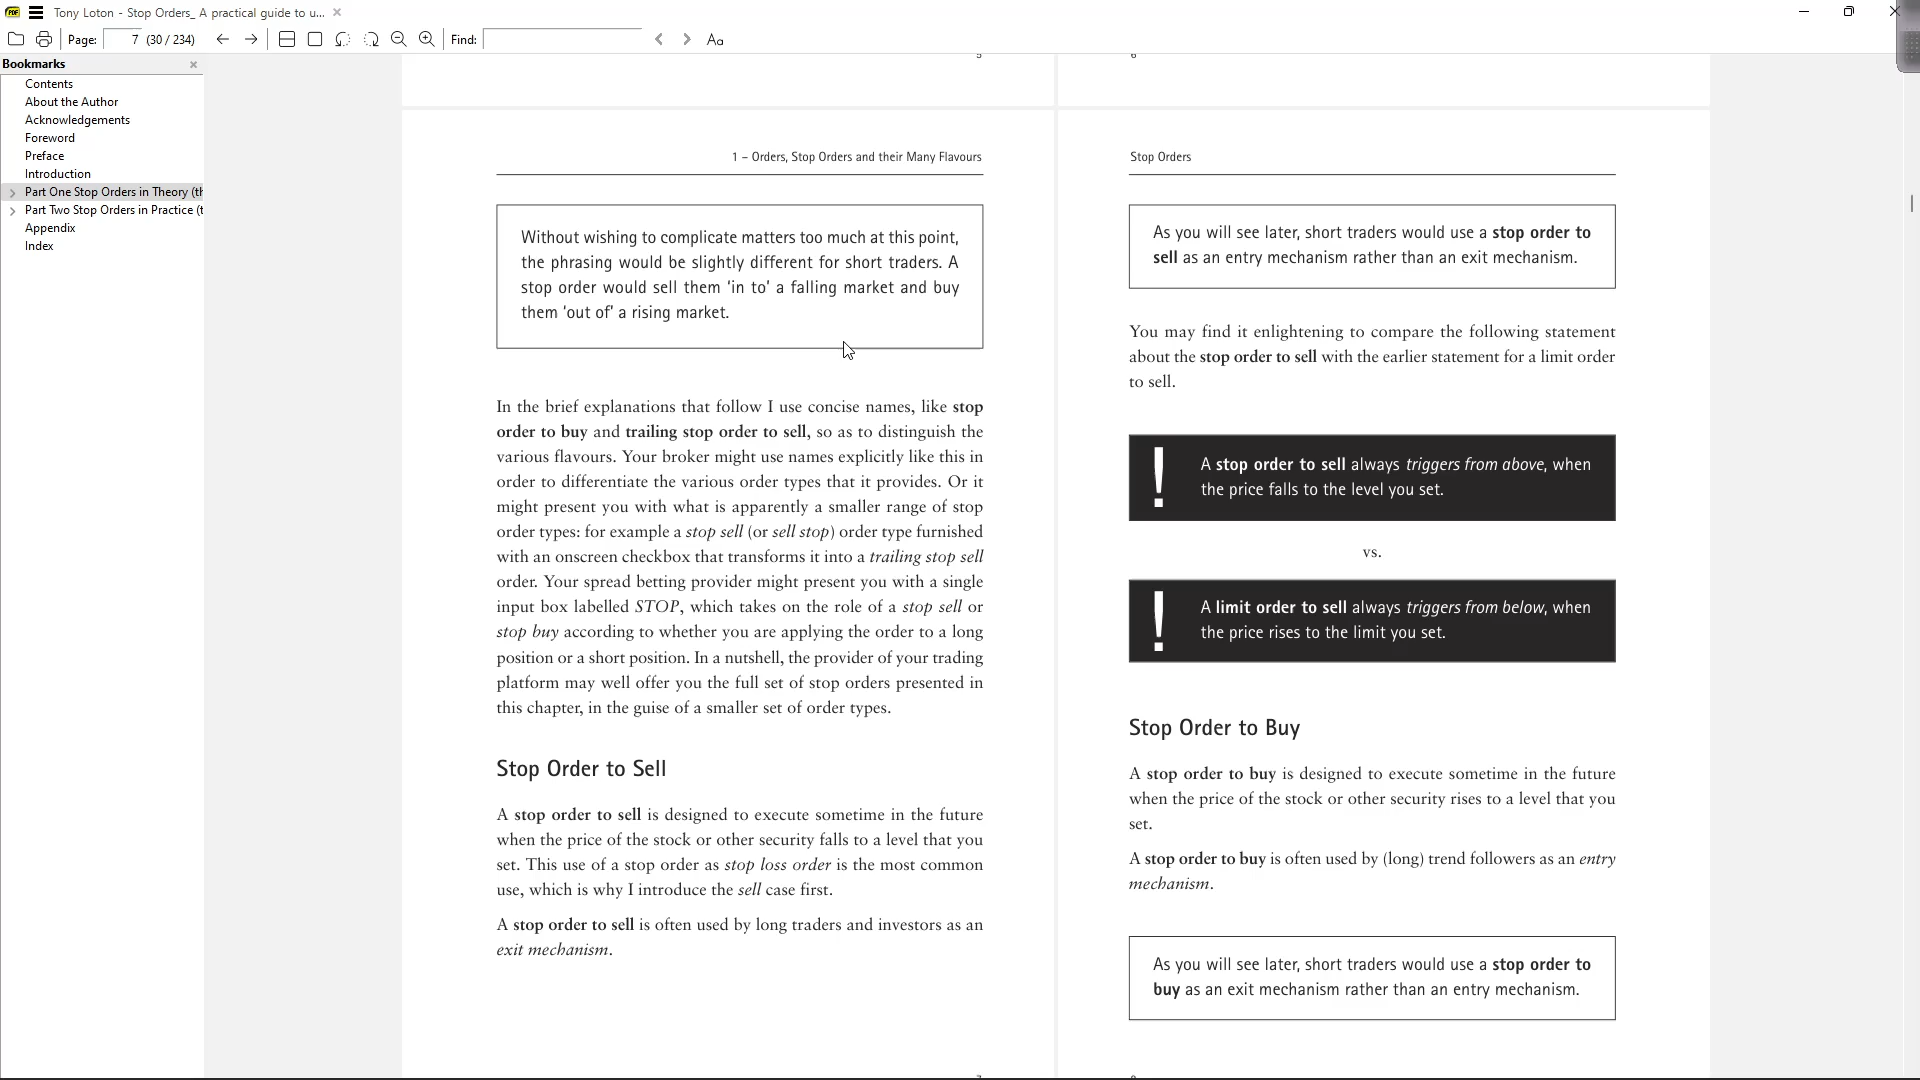 Tony Loton - Stop Orders_ A practical guide to u...
Page: 7 (30 / 234) Find: Aa
Bookmarks
Contents
About the Author
Acknowledgements
Foreword
Preface
Introduction
Part One Stop Orders in Theory (th
Part Two Stop Orders in Practice (t
Appendix
Index
1 – Orders, Stop Orders and their Many Flavours
Without wishing to complicate matters too much at this point,
the phrasing would be slightly different for short traders. A
stop order would sell them ‘in to’ a falling market and buy
them ‘out of’ a rising market.
In the brief explanations that follow I use concise names, like stop
order to buy and trailing stop order to sell, so as to distinguish the
various flavours. Your broker might use names explicitly like this in
order to differentiate the various order types that it provides. Or it
might present you with what is apparently a smaller range of stop
order types: for example a stop sell (or sell stop) order type furnished
with an onscreen checkbox that transforms it into a trailing stop sell
order. Your spread betting provider might present you with a single
input box labelled STOP, which takes on the role of a stop sell or
stop buy according to whether you are applying the order to a long
position or a short position. In a nutshell, the provider of your trading
platform may well offer you the full set of stop orders presented in
this chapter, in the guise of a smaller set of order types.
Stop Order to Sell
A stop order to sell is designed to execute sometime in the future
when the price of the stock or other security falls to a level that you
set. This use of a stop order as stop loss order is the most common
use, which is why I introduce the sell case first.
A stop order to sell is often used by long traders and investors as an
exit mechanism.
Stop Orders
As you will see later, short traders would use a stop order to
sell as an entry mechanism rather than an exit mechanism.
You may find it enlightening to compare the following statement
about the stop order to sell with the earlier statement for a limit order
to sell.
! A stop order to sell always triggers from above, when
the price falls to the level you set.
vs.
! A limit order to sell always triggers from below, when
the price rises to the limit you set.
Stop Order to Buy
A stop order to buy is designed to execute sometime in the future
when the price of the stock or other security rises to a level that you
set.
A stop order to buy is often used by (long) trend followers as an entry
mechanism.
As you will see later, short traders would use a stop order to
buy as an exit mechanism rather than an entry mechanism.